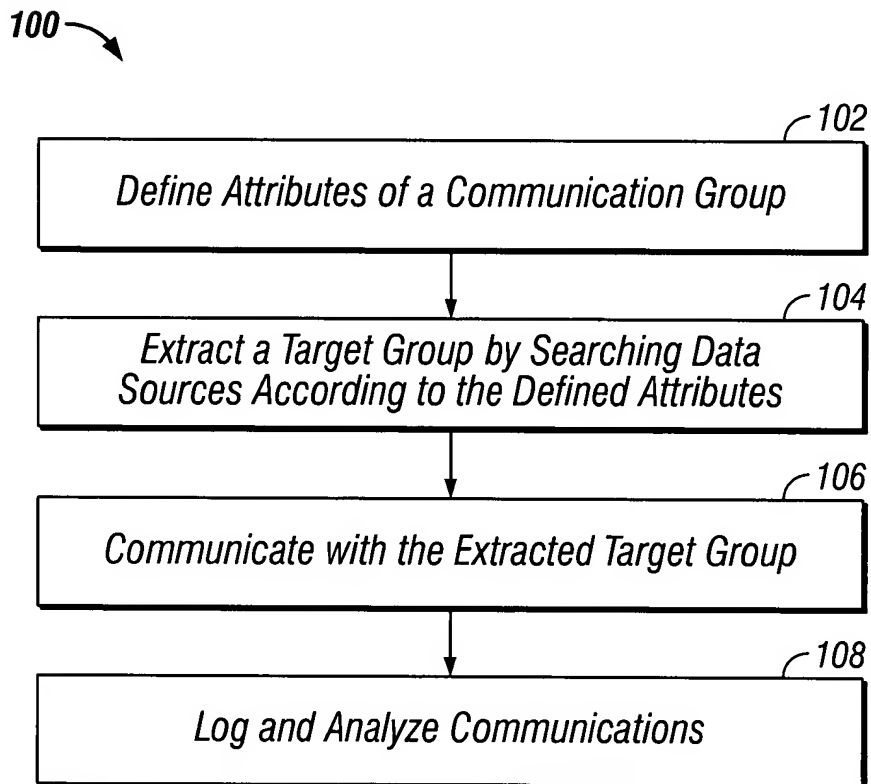 100
102
Define Attributes of a Communication Group
104
Extract a Target Group by Searching Data
Sources According to the Defined Attributes
106
Communicate with the Extracted Target Group
108
Log and Analyze Communications